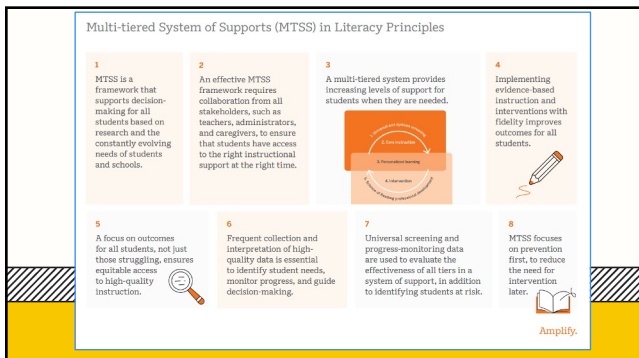 Multi-tiered System of Supports (MTSS) in Literacy Principles
1
MTSS is a
framework that
supports decision-
making for all
students based on
research and the
constantly evolving
needs of students
and schools.
2
An effective MTSS
framework requires
collaboration from all
stakeholders, such as
teachers, administrators,
and caregivers, to ensure
that students have access
to the right instructional
support at the right time.
3
A multi-tiered system provides
increasing levels of support for
students when they are needed.
2. Core instruction
3. Personalized learning
4. Intervention
4
Implementing
evidence-based
instruction and
interventions with
fidelity improves
outcomes for all
students.
5
A focus on outcomes
for all students, not just
those struggling, ensures
equitable access
to high-quality
instruction.
6
Frequent collection and
interpretation of high-
quality data is essential
to identify student needs,
monitor progress, and guide
decision-making.
7
Universal screening and
progress-monitoring data
are used to evaluate the
effectiveness of all tiers in a
system of support, in addition
to identifying students at risk.
8
MTSS focuses
on prevention
first, to reduce
the need for
intervention
later.
Amplify.